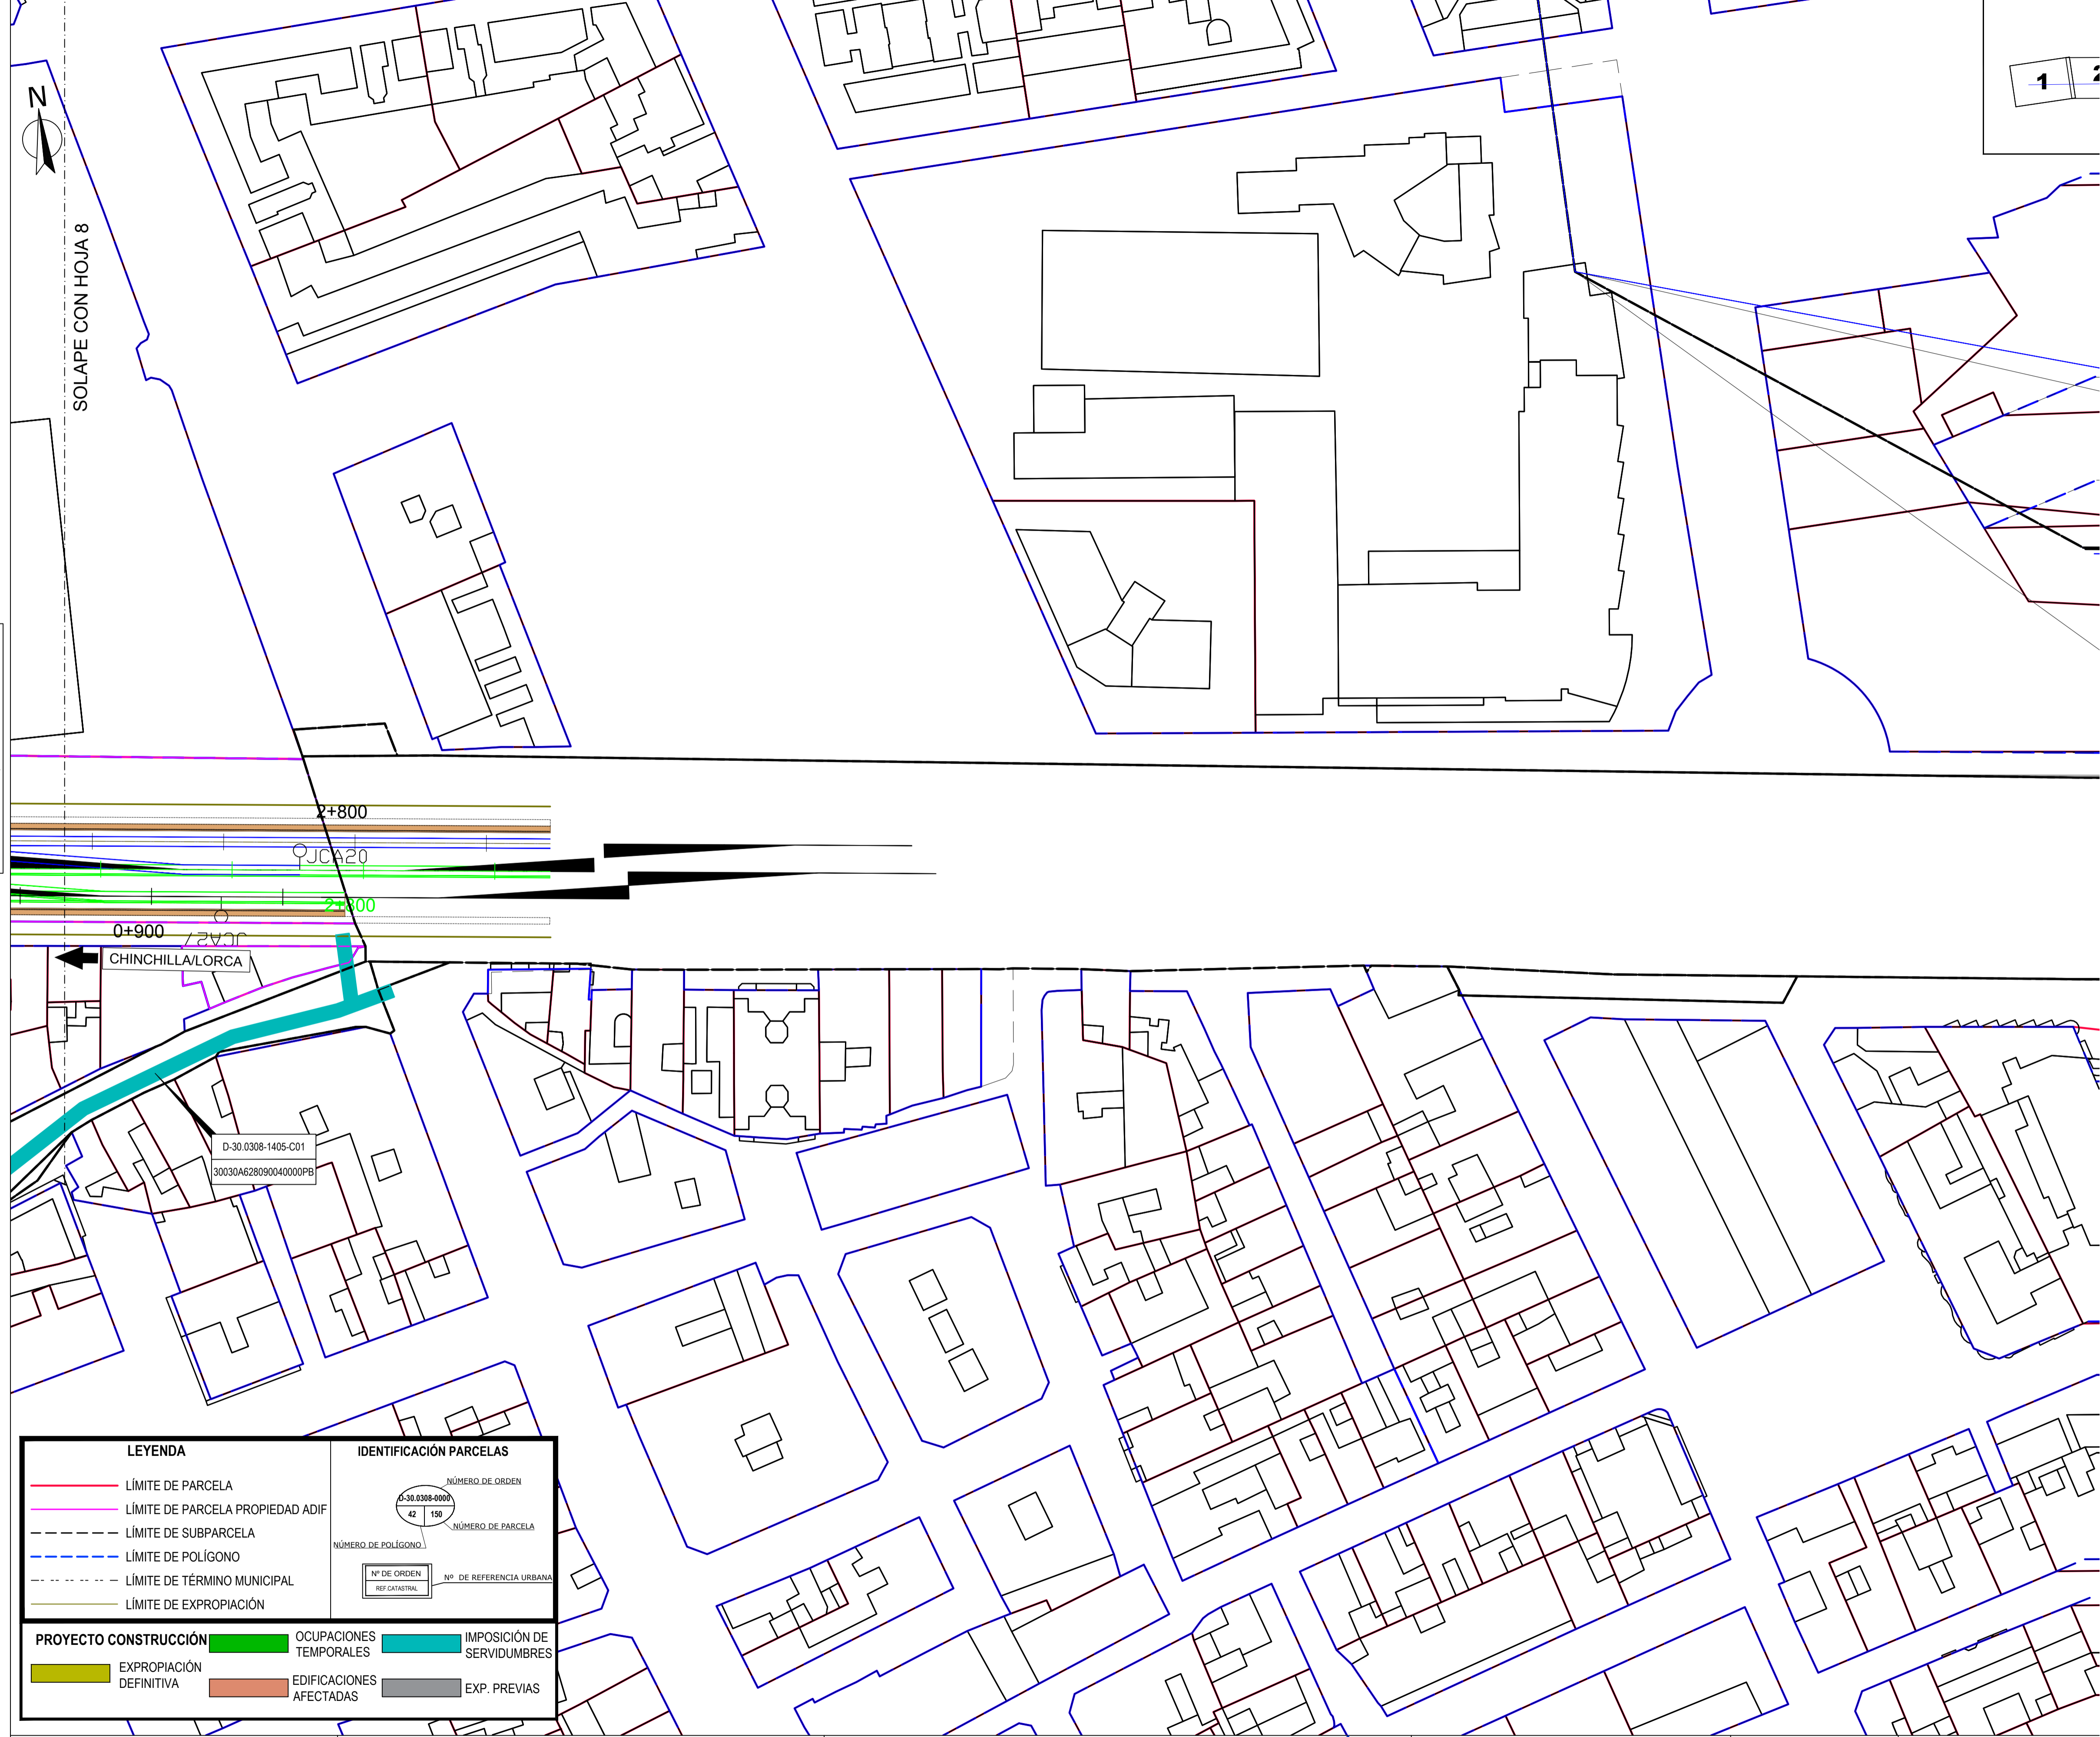 N
SOLAPE CON HOJA 8
1
2
2+800
JCA20
2+800
0+900
JCA27
CHINCHILLA/LORCA
D-30.0308-1405-C01
30030A628090040000PB
LEYENDA
LÍMITE DE PARCELA
LÍMITE DE PARCELA PROPIEDAD ADIF
LÍMITE DE SUBPARCELA
LÍMITE DE POLÍGONO
LÍMITE DE TÉRMINO MUNICIPAL
LÍMITE DE EXPROPIACIÓN
IDENTIFICACIÓN PARCELAS
NÚMERO DE ORDEN
D-30.0308-0000
42
150
NÚMERO DE PARCELA
NÚMERO DE POLÍGONO
Nº DE ORDEN
REF.CATASTRAL
Nº DE REFERENCIA URBANA
PROYECTO CONSTRUCCIÓN
EXPROPIACIÓN
DEFINITIVA
OCUPACIONES
TEMPORALES
EDIFICACIONES
AFECTADAS
IMPOSICIÓN DE
SERVIDUMBRES
EXP. PREVIAS